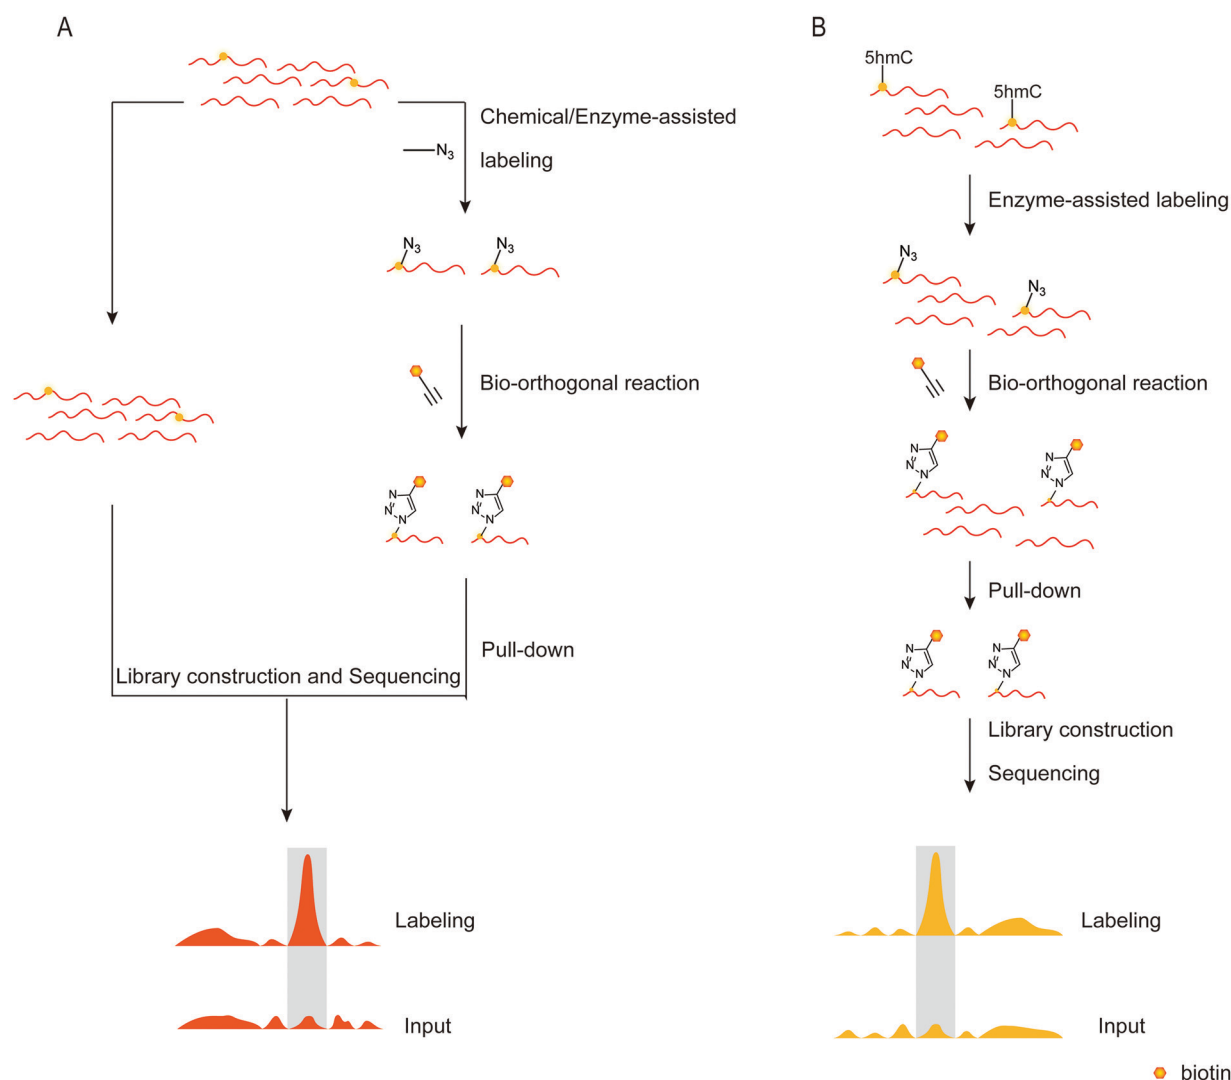 A
Chemical/Enzyme-assisted
N3
labeling
N3
N3
Bio-orthogonal reaction
N
N
N
N
N
N
Pull-down
Library construction and Sequencing
Labeling
Input
B
5hmC
5hmC
Enzyme-assisted labeling
N3
N3
Bio-orthogonal reaction
N
N
N
N
N
N
Pull-down
N
N
N
N
N
N
Library construction
Sequencing
Labeling
Input
biotin